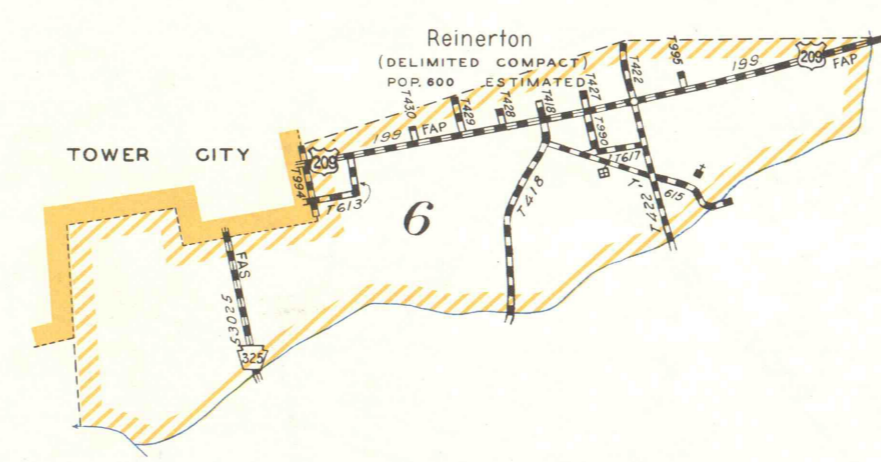 Reinerton
(DELIMITED COMPACT)
POP. 600 ESTIMATED
TOWER CITY
209
199
FAP
T430
T429
T428
T418
T427
T422
T995
199
209
FAP
T994
T613
6
T418
T990
T617
T.
615
T422
FAS
53025
325